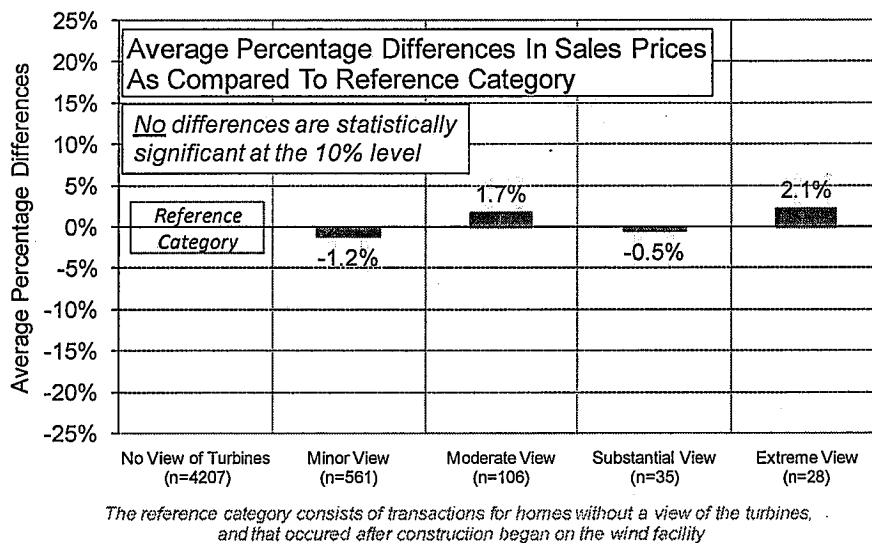 Average Percentage Differences In Sales Prices
As Compared To Reference Category
No differences are statistically
significant at the 10% level
Average Percentage Differences
25%
20%
15%
10%
5%
0%
-5%
-10%
-15%
-20%
-25%
Reference
Category
-1.2%
1.7%
-0.5%
2.1%
No View of Turbines
(n=4207)
Minor View
(n=561)
Moderate View
(n=106)
Substantial View
(n=35)
Extreme View
(n=28)
The reference category consists of transactions for homes without a view of the turbines,
and that occured after construction began on the wind facility